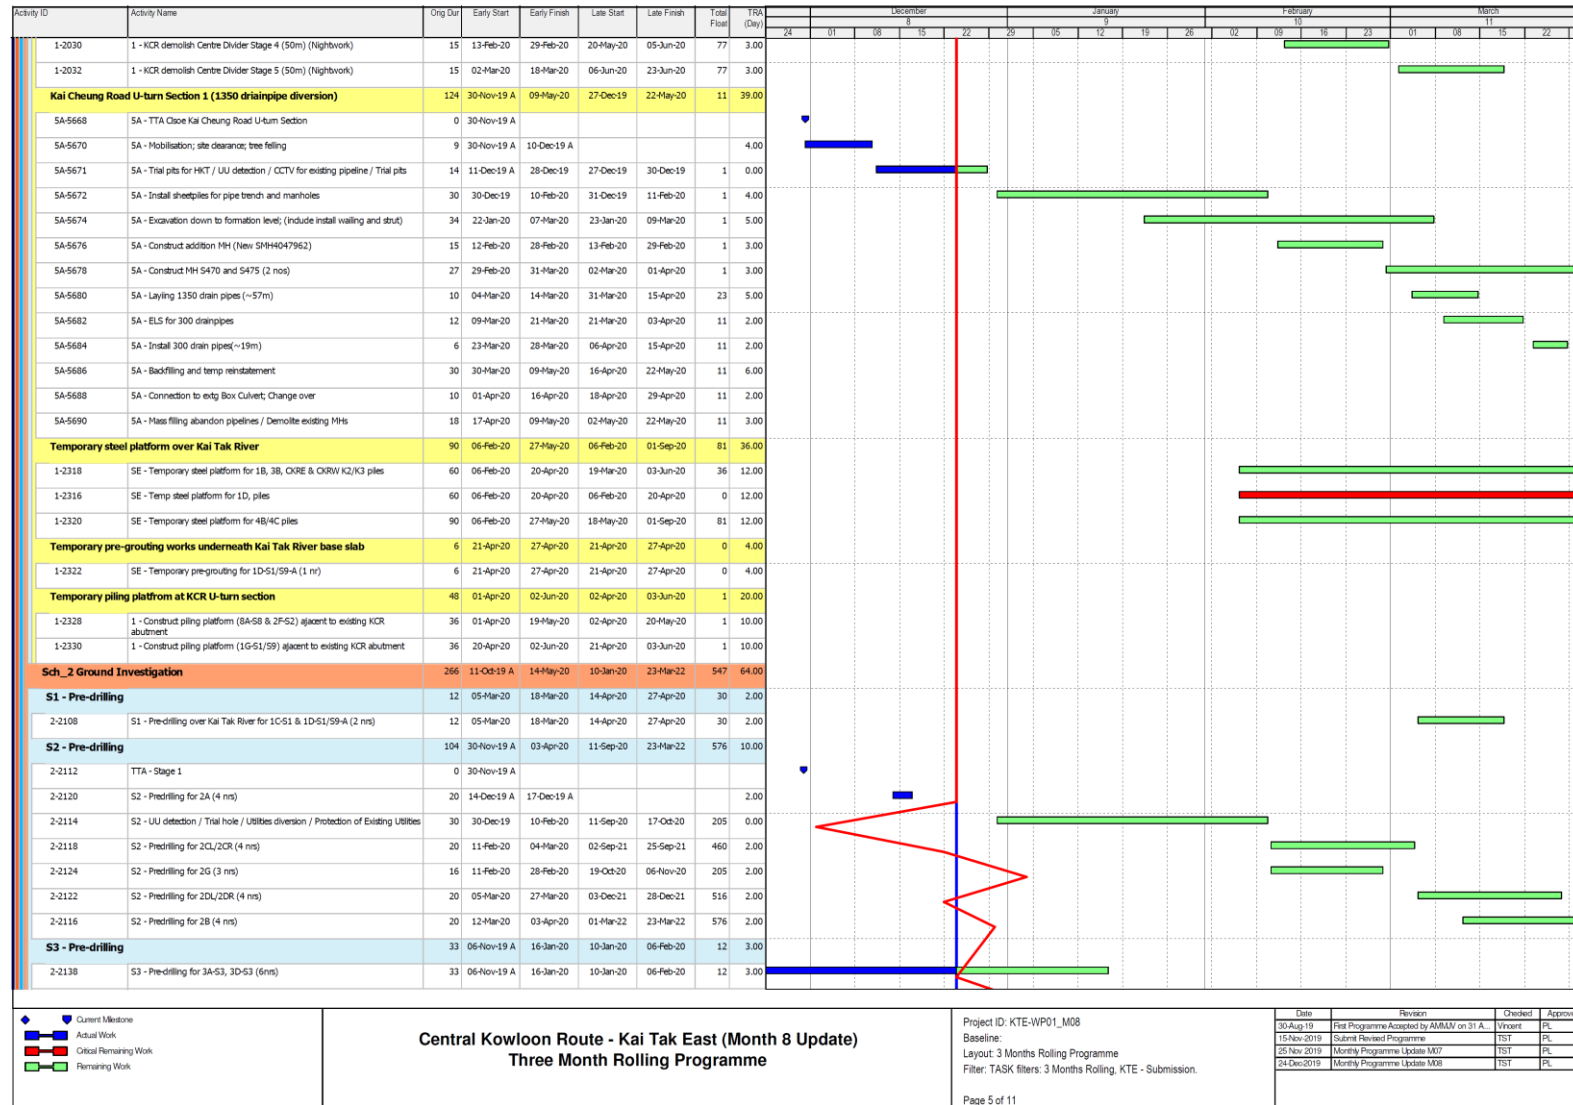 Activity ID Activity Name Orig Dur Early Start Early Finish Late Start Late Finish Total Float TRA (Day)
December January February March
8 9 10 11
24 01 08 15 22 29 05 12 19 26 02 09 16 23 01 08 15 22
1-2030 1 - KCR demolish Centre Divider Stage 4 (50m) (Nightwork) 15 13-Feb-20 29-Feb-20 20-May-20 05-Jun-20 77 3.00
1-2032 1 - KCR demolish Centre Divider Stage 5 (50m) (Nightwork) 15 02-Mar-20 18-Mar-20 06-Jun-20 23-Jun-20 77 3.00
Kai Cheung Road U-turn Section 1 (1350 driainpipe diversion) 124 30-Nov-19 A 09-May-20 27-Dec-19 22-May-20 11 39.00
5A-5668 5A - TTA Clsoe Kai Cheung Road U-turn Section 0 30-Nov-19 A
5A-5670 5A - Mobilisation; site clearance; tree felling 9 30-Nov-19 A 10-Dec-19 A 4.00
5A-5671 5A - Trial pits for HKT / UU detection / CCTV for existing pipeline / Trial pits 14 11-Dec-19 A 28-Dec-19 27-Dec-19 30-Dec-19 1 0.00
5A-5672 5A - Install sheetpiles for pipe trench and manholes 30 30-Dec-19 10-Feb-20 31-Dec-19 11-Feb-20 1 4.00
5A-5674 5A - Excavation down to formation level; (include install wailing and strut) 34 22-Jan-20 07-Mar-20 23-Jan-20 09-Mar-20 1 5.00
5A-5676 5A - Construct addition MH (New SMH4047962) 15 12-Feb-20 28-Feb-20 13-Feb-20 29-Feb-20 1 3.00
5A-5678 5A - Construct MH S470 and S475 (2 nos) 27 29-Feb-20 31-Mar-20 02-Mar-20 01-Apr-20 1 3.00
5A-5680 5A - Layiing 1350 drain pipes (~57m) 10 04-Mar-20 14-Mar-20 31-Mar-20 15-Apr-20 23 5.00
5A-5682 5A - ELS for 300 drainpipes 12 09-Mar-20 21-Mar-20 21-Mar-20 03-Apr-20 11 2.00
5A-5684 5A - Install 300 drain pipes(~19m) 6 23-Mar-20 28-Mar-20 06-Apr-20 15-Apr-20 11 2.00
5A-5686 5A - Backfilling and temp reinstatement 30 30-Mar-20 09-May-20 16-Apr-20 22-May-20 11 6.00
5A-5688 5A - Connection to extg Box Culvert; Change over 10 01-Apr-20 16-Apr-20 18-Apr-20 29-Apr-20 11 2.00
5A-5690 5A - Mass filling abandon pipelines / Demolite existing MHs 18 17-Apr-20 09-May-20 02-May-20 22-May-20 11 3.00
Temporary steel platform over Kai Tak River 90 06-Feb-20 27-May-20 06-Feb-20 01-Sep-20 81 36.00
1-2318 SE - Temporary steel platform for 1B, 3B, CKRE & CKRW K2/K3 piles 60 06-Feb-20 20-Apr-20 19-Mar-20 03-Jun-20 36 12.00
1-2316 SE - Temp steel platform for 1D, piles 60 06-Feb-20 20-Apr-20 06-Feb-20 20-Apr-20 0 12.00
1-2320 SE - Temporary steel platform for 4B/4C piles 90 06-Feb-20 27-May-20 18-May-20 01-Sep-20 81 12.00
Temporary pre-grouting works underneath Kai Tak River base slab 6 21-Apr-20 27-Apr-20 21-Apr-20 27-Apr-20 0 4.00
1-2322 SE - Temporary pre-grouting for 1D-S1/S9-A (1 nr) 6 21-Apr-20 27-Apr-20 21-Apr-20 27-Apr-20 0 4.00
Temporary piling platfrom at KCR U-turn section 48 01-Apr-20 02-Jun-20 02-Apr-20 03-Jun-20 1 20.00
1-2328 1 - Construct piling platform (8A-S8 & 2F-S2) ajacent to existing KCR abutment 36 01-Apr-20 19-May-20 02-Apr-20 20-May-20 1 10.00
1-2330 1 - Construct piling platform (1G-S1/S9) ajacent to existing KCR abutment 36 20-Apr-20 02-Jun-20 21-Apr-20 03-Jun-20 1 10.00
Sch_2 Ground Investigation 266 11-Oct-19 A 14-May-20 10-Jan-20 23-Mar-22 547 64.00
S1 - Pre-drilling 12 05-Mar-20 18-Mar-20 14-Apr-20 27-Apr-20 30 2.00
2-2108 S1 - Pre-drilling over Kai Tak River for 1C-S1 & 1D-S1/S9-A (2 nrs) 12 05-Mar-20 18-Mar-20 14-Apr-20 27-Apr-20 30 2.00
S2 - Pre-drilling 104 30-Nov-19 A 03-Apr-20 11-Sep-20 23-Mar-22 576 10.00
2-2112 TTA - Stage 1 0 30-Nov-19 A
2-2120 S2 - Predrilling for 2A (4 nrs) 20 14-Dec-19 A 17-Dec-19 A 2.00
2-2114 S2 - UU detection / Trial hole / Utilities diversion / Protection of Existing Utilities 30 30-Dec-19 10-Feb-20 11-Sep-20 17-Oct-20 205 0.00
2-2118 S2 - Predrilling for 2CL/2CR (4 nrs) 20 11-Feb-20 04-Mar-20 02-Sep-21 25-Sep-21 460 2.00
2-2124 S2 - Predrilling for 2G (3 nrs) 16 11-Feb-20 28-Feb-20 19-Oct-20 06-Nov-20 205 2.00
2-2122 S2 - Predrilling for 2DL/2DR (4 nrs) 20 05-Mar-20 27-Mar-20 03-Dec-21 28-Dec-21 516 2.00
2-2116 S2 - Predrilling for 2B (4 nrs) 20 12-Mar-20 03-Apr-20 01-Mar-22 23-Mar-22 576 2.00
S3 - Pre-drilling 33 06-Nov-19 A 16-Jan-20 10-Jan-20 06-Feb-20 12 3.00
2-2138 S3 - Pre-drilling for 3A-S3, 3D-S3 (6nrs) 33 06-Nov-19 A 16-Jan-20 10-Jan-20 06-Feb-20 12 3.00
Current Milestone
Actual Work
Critical Remaining Work
Remaining Work
Central Kowloon Route - Kai Tak East (Month 8 Update)
Three Month Rolling Programme
Project ID: KTE-WP01_M08
Baseline:
Layout: 3 Months Rolling Programme
Filter: TASK filters: 3 Months Rolling, KTE - Submission.
Page 5 of 11
Date Revision Checked Approve
30-Aug-19 First Programme Accepted by AMMJV on 31 A... Vincent PL
15-Nov-2019 Submit Revised Programme TST PL
25 Nov 2019 Monthly Programme Update M07 TST PL
24-Dec-2019 Monthly Programme Update M08 TST PL